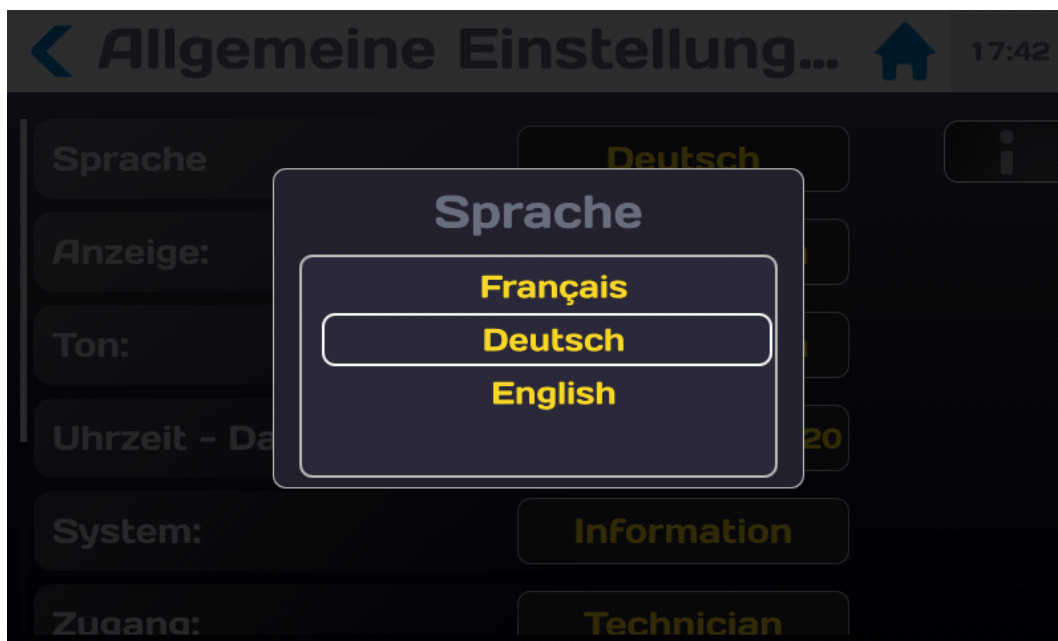 Allgemeine Einstellung...
17:42
Sprache
Deutsch
Sprache
Français
Deutsch
English
Anzeige:
Ton:
Uhrzeit - Da
20
System:
Information
Zugang:
Technician